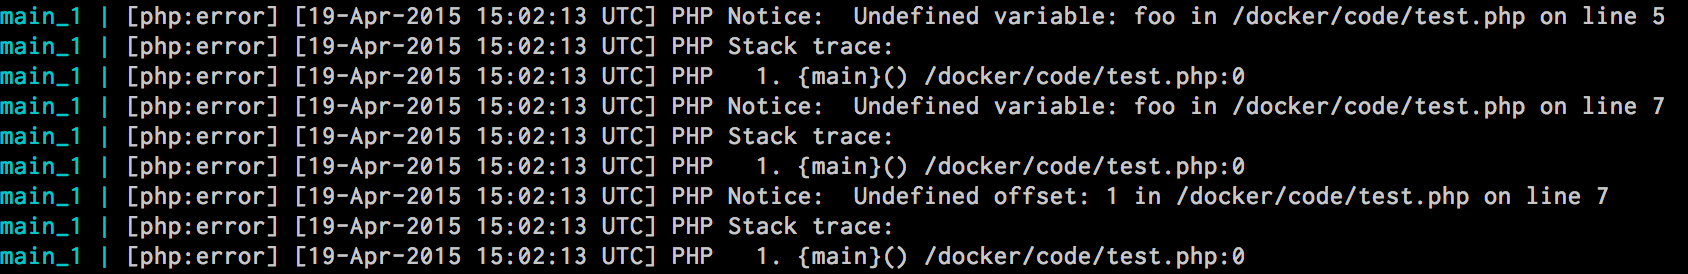 main_1 | [php:error] [19-Apr-2015 15:02:13 UTC] PHP Notice:  Undefined variable: foo in /docker/code/test.php on line 5
main_1 | [php:error] [19-Apr-2015 15:02:13 UTC] PHP Stack trace:
main_1 | [php:error] [19-Apr-2015 15:02:13 UTC] PHP   1. {main}() /docker/code/test.php:0
main_1 | [php:error] [19-Apr-2015 15:02:13 UTC] PHP Notice:  Undefined variable: foo in /docker/code/test.php on line 7
main_1 | [php:error] [19-Apr-2015 15:02:13 UTC] PHP Stack trace:
main_1 | [php:error] [19-Apr-2015 15:02:13 UTC] PHP   1. {main}() /docker/code/test.php:0
main_1 | [php:error] [19-Apr-2015 15:02:13 UTC] PHP Notice:  Undefined offset: 1 in /docker/code/test.php on line 7
main_1 | [php:error] [19-Apr-2015 15:02:13 UTC] PHP Stack trace:
main_1 | [php:error] [19-Apr-2015 15:02:13 UTC] PHP   1. {main}() /docker/code/test.php:0